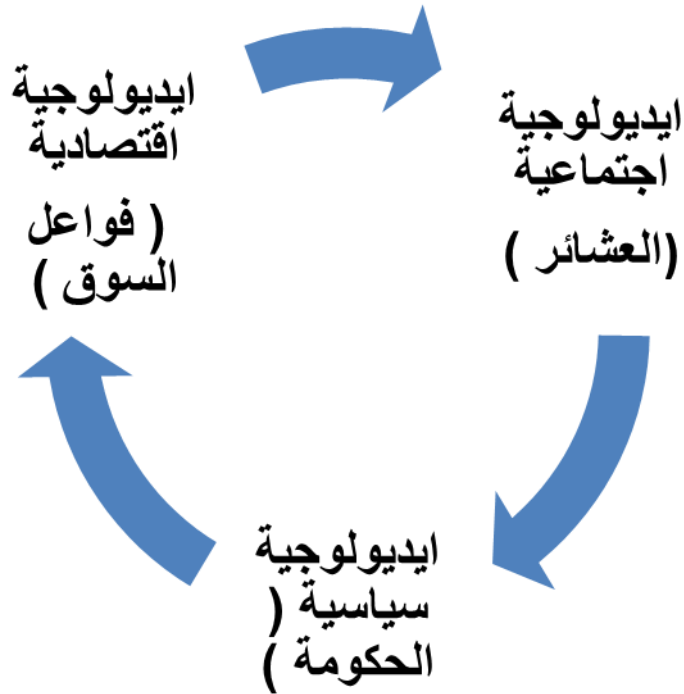 ايديولوجية
اجتماعية
(العشائر )
ايديولوجية
سياسية (
الحكومة )
ايديولوجية
اقتصادية
( فواعل
السوق )